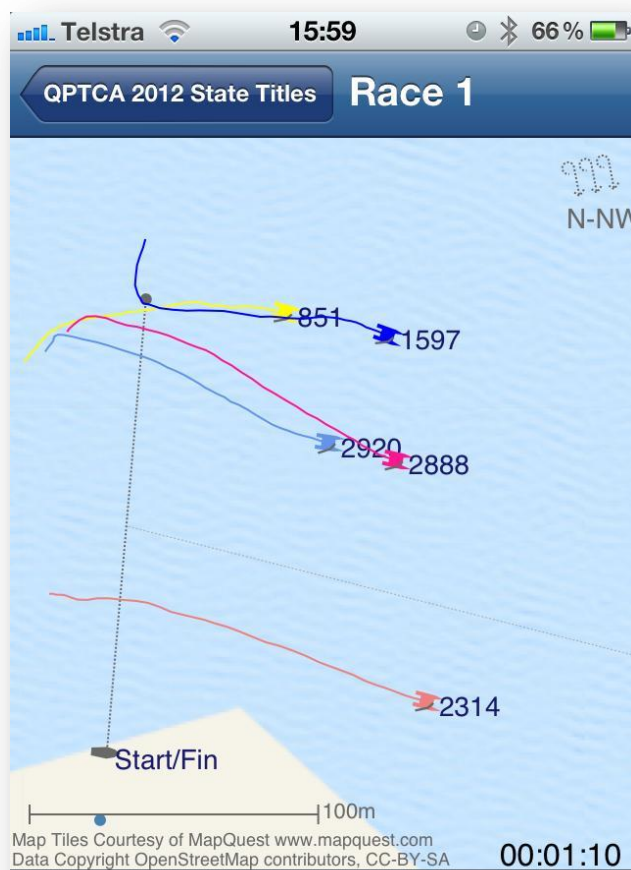 Telstra 15:59 66%
QPTCA 2012 State Titles Race 1
N-NW
851
1597
2920
2888
2314
Start/Fin
100m
Map Tiles Courtesy of MapQuest www.mapquest.com
Data Copyright OpenStreetMap contributors, CC-BY-SA 00:01:10